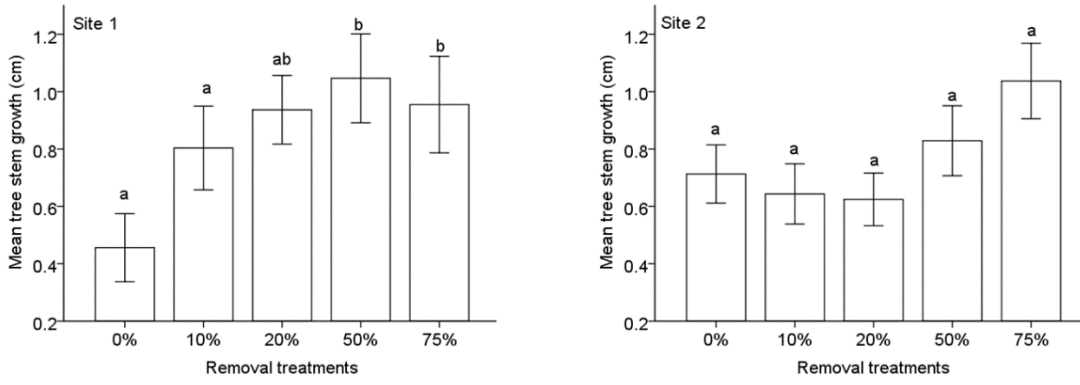 Site 1
Mean tree stem growth (cm)
1.2
1.0
0.8
0.6
0.4
0.2
a
a
ab
b
b
0%
10%
20%
50%
75%
Removal treatments
Site 2
Mean tree stem growth (cm)
1.2
1.0
0.8
0.6
0.4
0.2
a
a
a
a
a
0%
10%
20%
50%
75%
Removal treatments